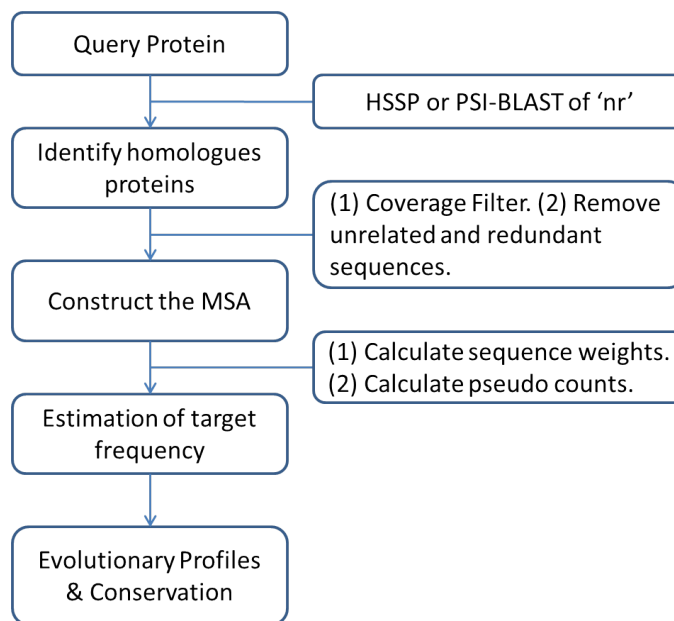 Query Protein
HSSP or PSI-BLAST of ‘nr’
Identify homologues
proteins
(1) Coverage Filter. (2) Remove
unrelated and redundant
sequences.
Construct the MSA
(1) Calculate sequence weights.
(2) Calculate pseudo counts.
Estimation of target
frequency
Evolutionary Profiles
& Conservation